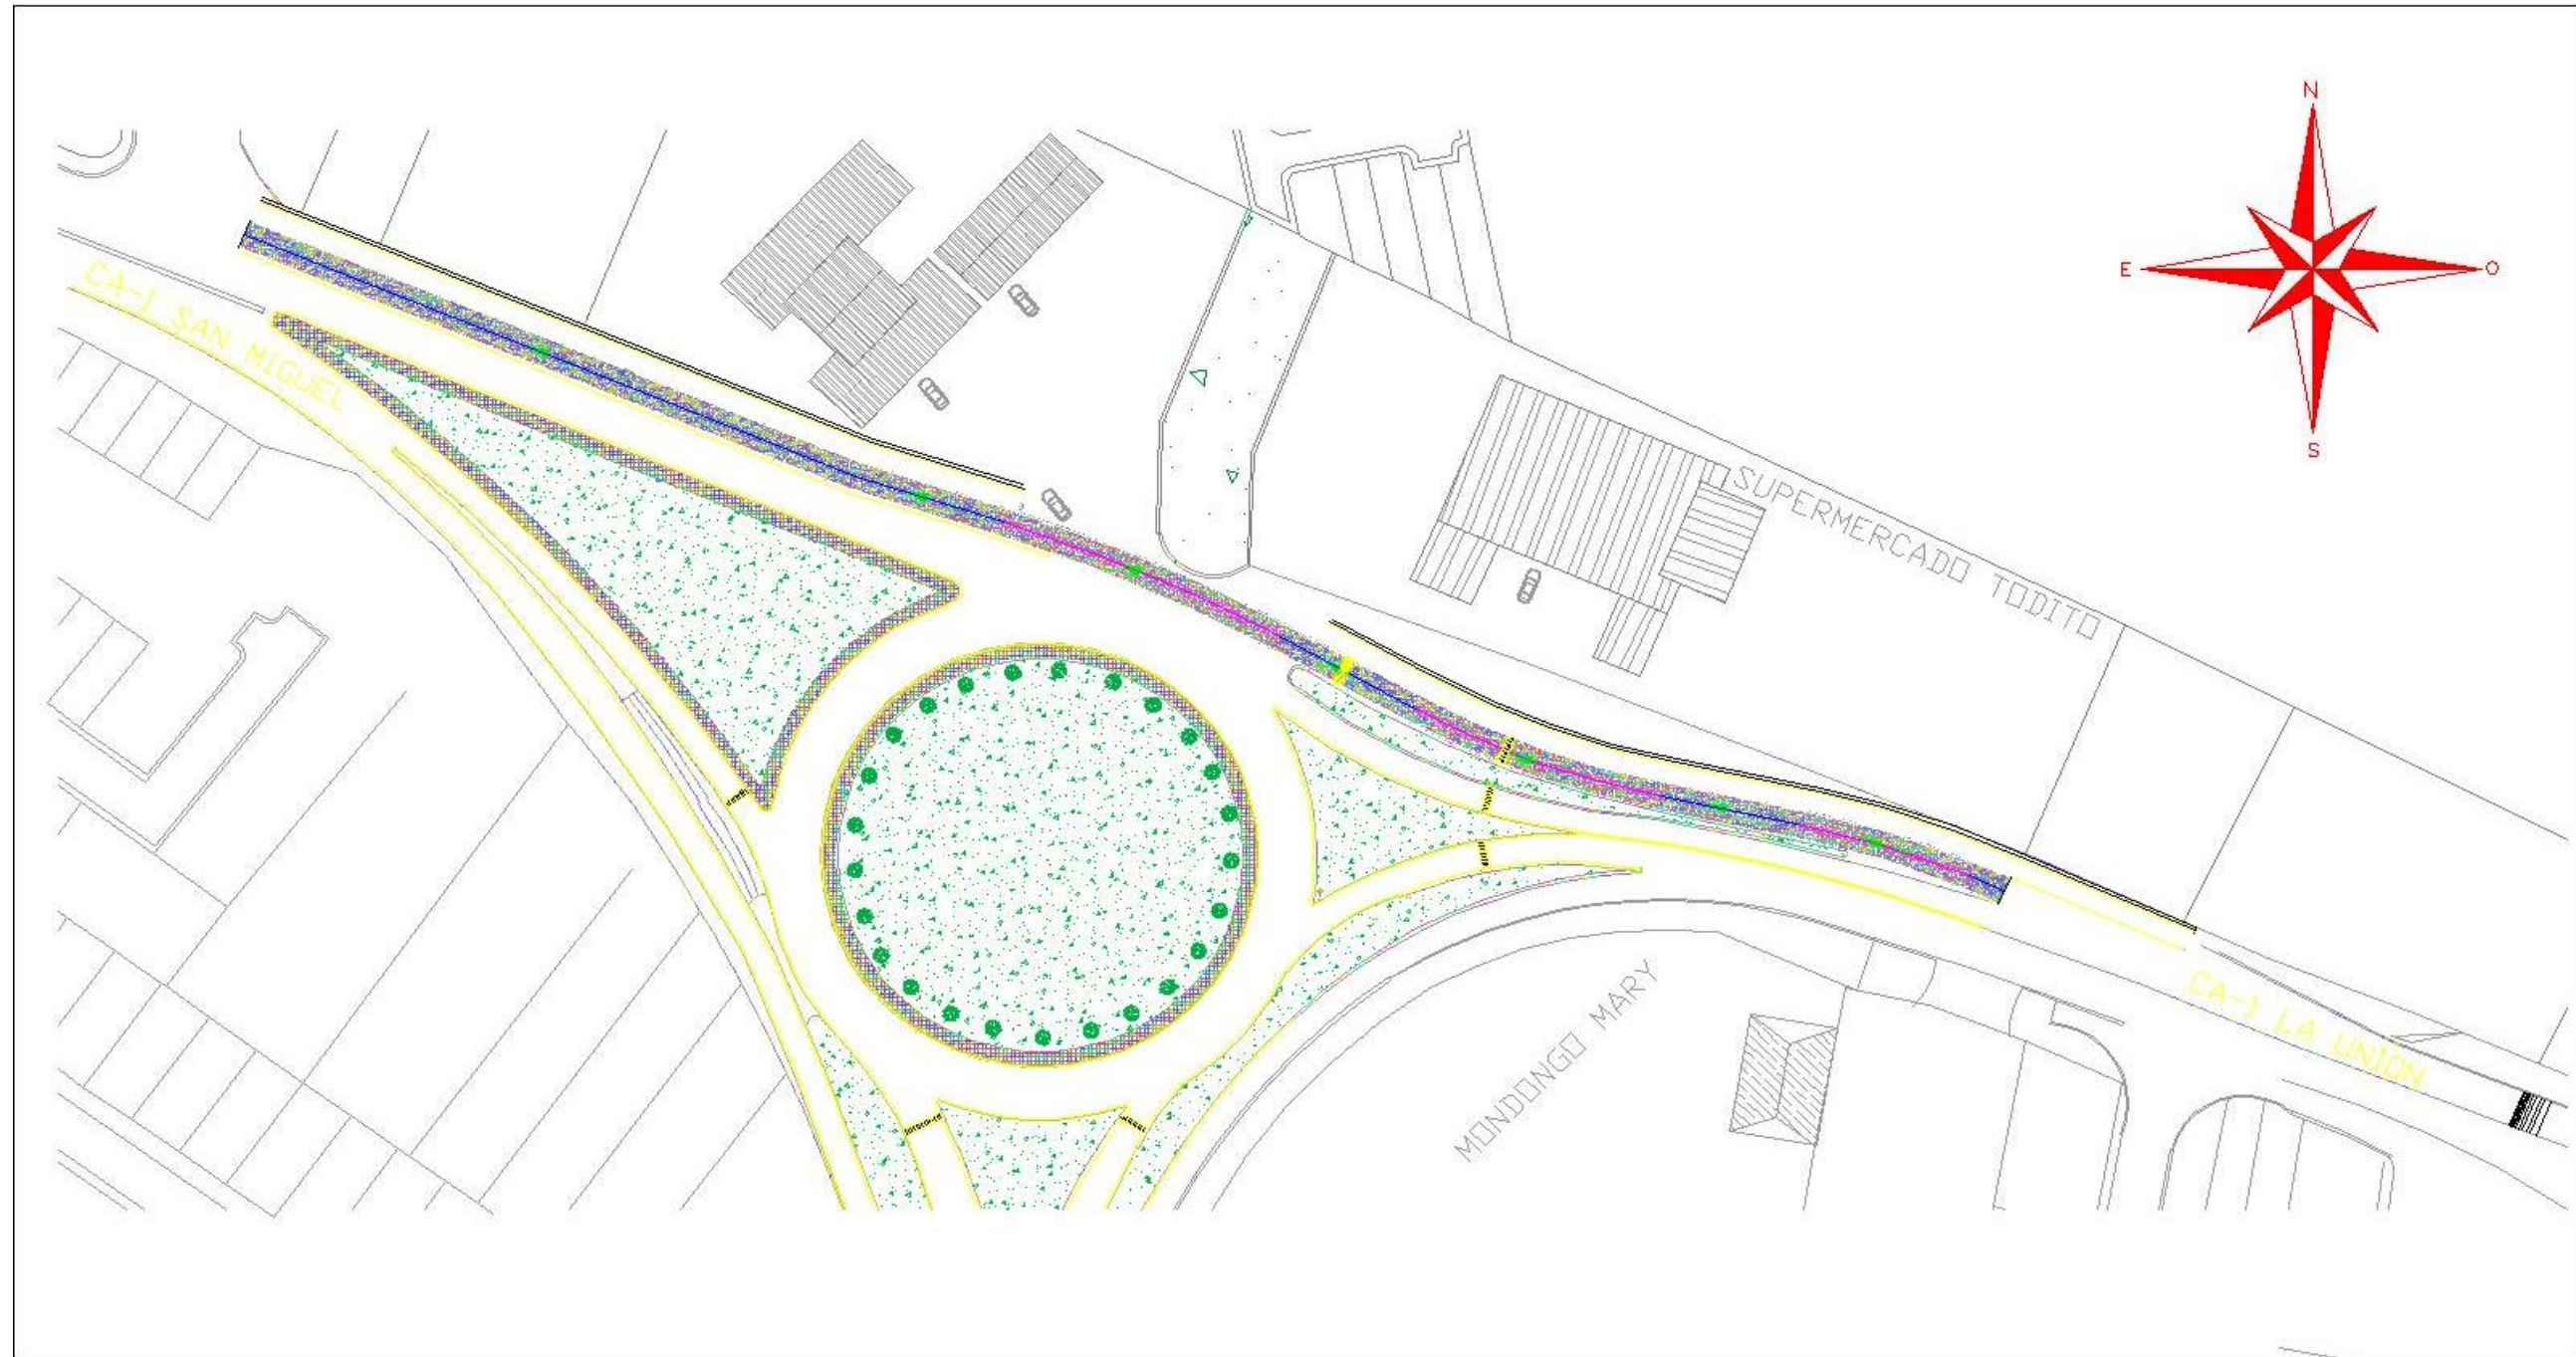 N
E
O
S
CA-1 SAN MIGUEL
SUPERMERCADO TODITO
MONDONGO MARY
CA-1 LA UNION